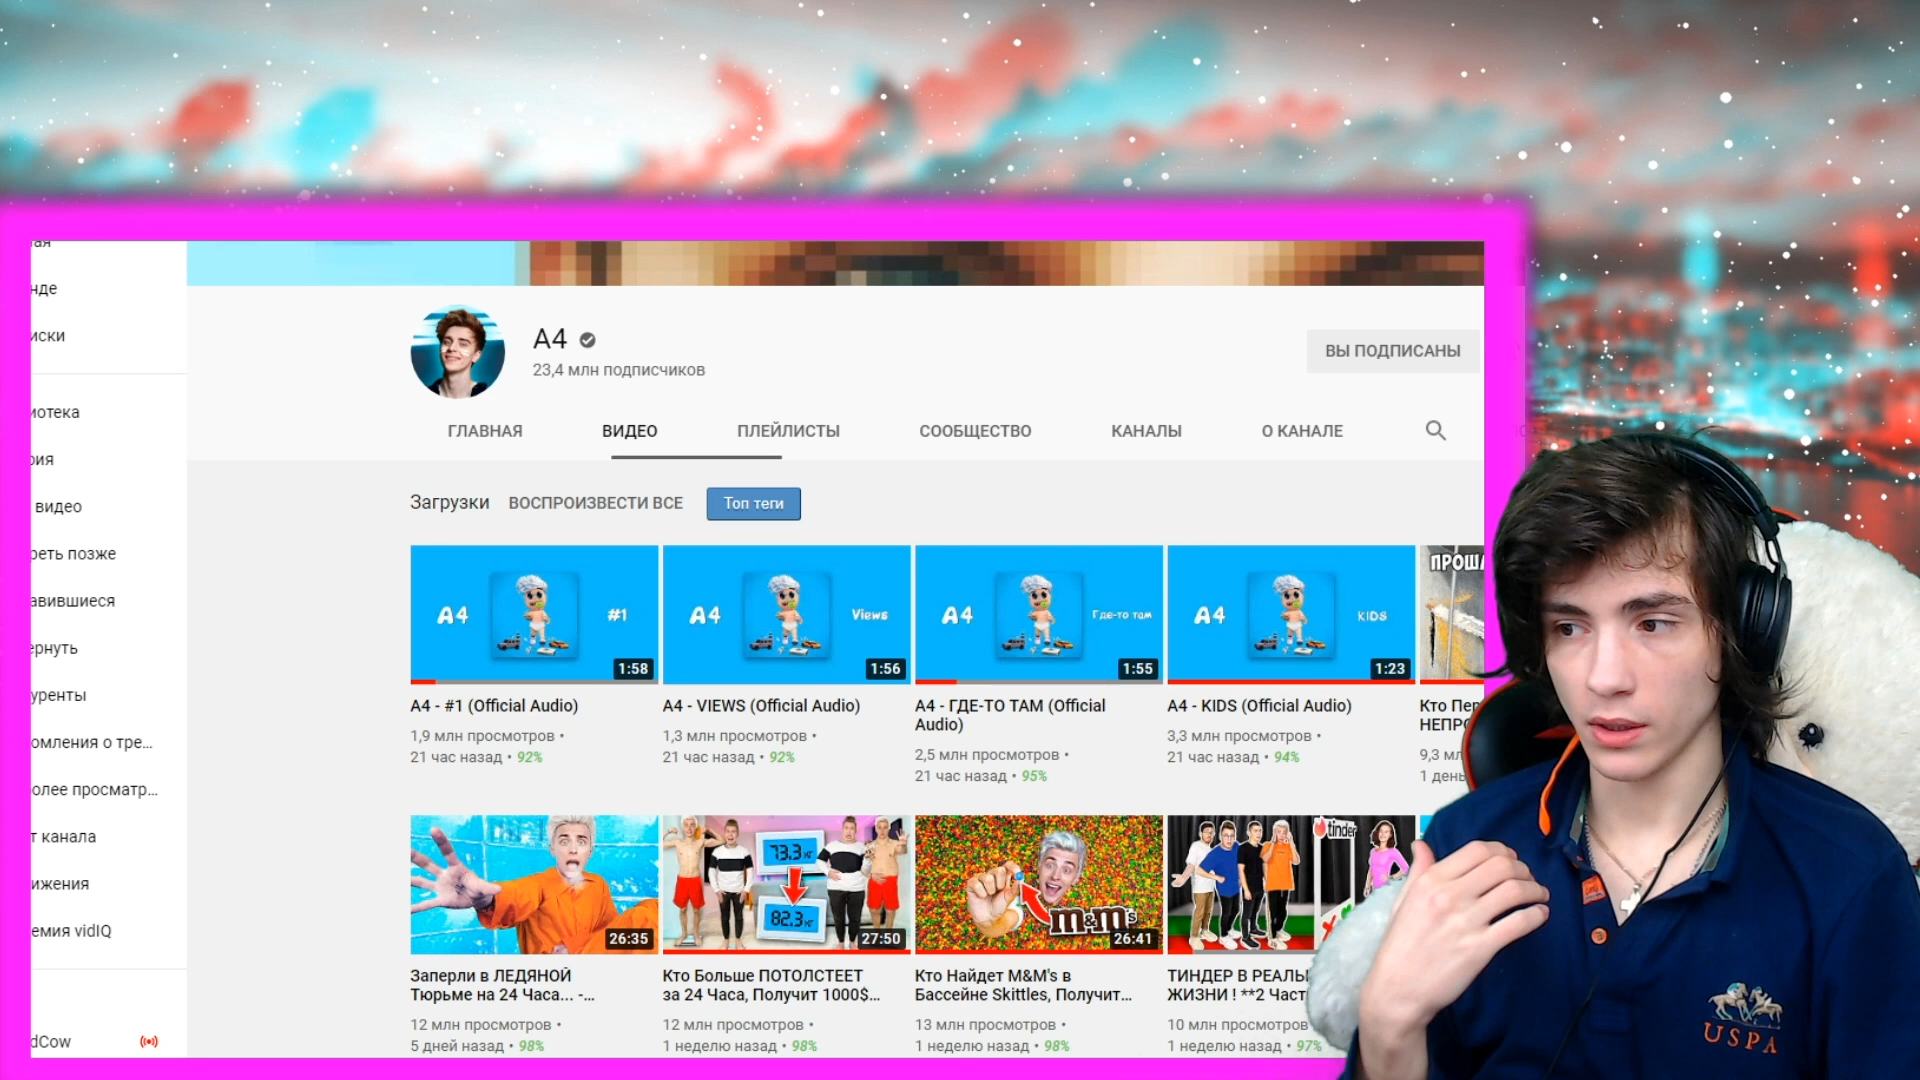 нде
иски
иотека
рия
видео
реть позже
авившиеся
ернуть
уренты
омления о тре...
олее просматр...
т канала
ижения
емия vidIQ
dCow
A4
23,4 млн подписчиков
ВЫ ПОДПИСАНЫ
ГЛАВНАЯ ВИДЕО ПЛЕЙЛИСТЫ СООБЩЕСТВО КАНАЛЫ О КАНАЛЕ
Загрузки ВОСПРОИЗВЕСТИ ВСЕ Топ теги
A4 #1
1:58
A4 Views
1:56
A4 Где-то там
1:55
A4 KIDS
1:23
ПРОШ
A4 - #1 (Official Audio)
1,9 млн просмотров •
21 час назад • 92%
A4 - VIEWS (Official Audio)
1,3 млн просмотров •
21 час назад • 92%
A4 - ГДЕ-ТО ТАМ (Official
Audio)
2,5 млн просмотров •
21 час назад • 95%
A4 - KIDS (Official Audio)
3,3 млн просмотров •
21 час назад • 94%
Кто Пер
НЕПРО
9,3 мл
1 день
26:35
73.3 кг
82.3 кг
27:50
m&m's
26:41
tinder
Заперли в ЛЕДЯНОЙ
Тюрьме на 24 Часа... -...
12 млн просмотров •
5 дней назад • 98%
Кто Больше ПОТОЛСТЕЕТ
за 24 Часа, Получит 1000$...
12 млн просмотров •
1 неделю назад • 98%
Кто Найдет M&M's в
Бассейне Skittles, Получит...
13 млн просмотров •
1 неделю назад • 98%
ТИНДЕР В РЕАЛЬ
ЖИЗНИ ! **2 Част
10 млн просмотров
1 неделю назад • 97%
USPA